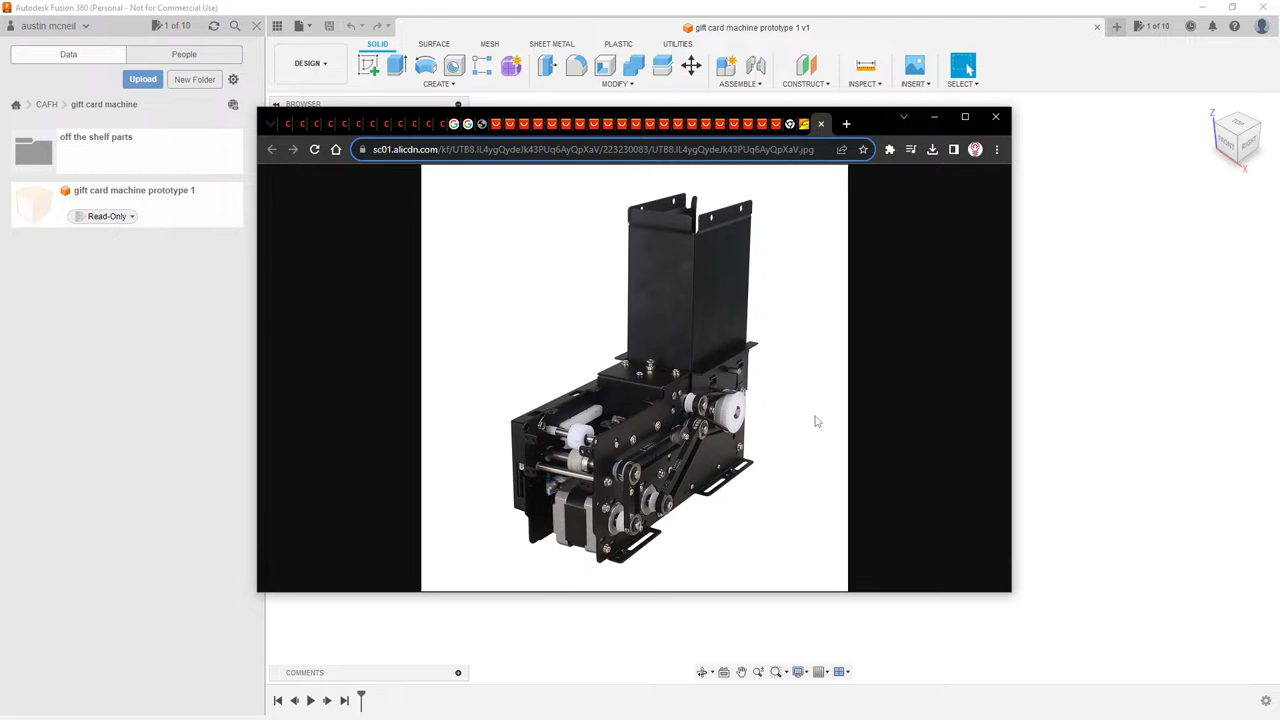 Autodesk Fusion 360 (Personal - Not for Commercial Use)
austin mcneil
1 of 10
gift card machine prototype 1 v1
1 of 10
Data
People
SOLID
SURFACE
MESH
SHEET METAL
PLASTIC
UTILITIES
DESIGN
Upload
New Folder
CREATE
MODIFY
ASSEMBLE
CONSTRUCT
INSPECT
INSERT
SELECT
CAFH
gift card machine
BROWSER
off the shelf parts
gift card machine prototype 1
Read-Only
sc01.alicdn.com/kf/UTB8.lL4ygQydeJk43PUq6AyQpXaV/223230083/UTB8.lL4ygQydeJk43PUq6AyQpXaV.jpg
Z
TOP
FRONT
RIGHT
X
COMMENTS